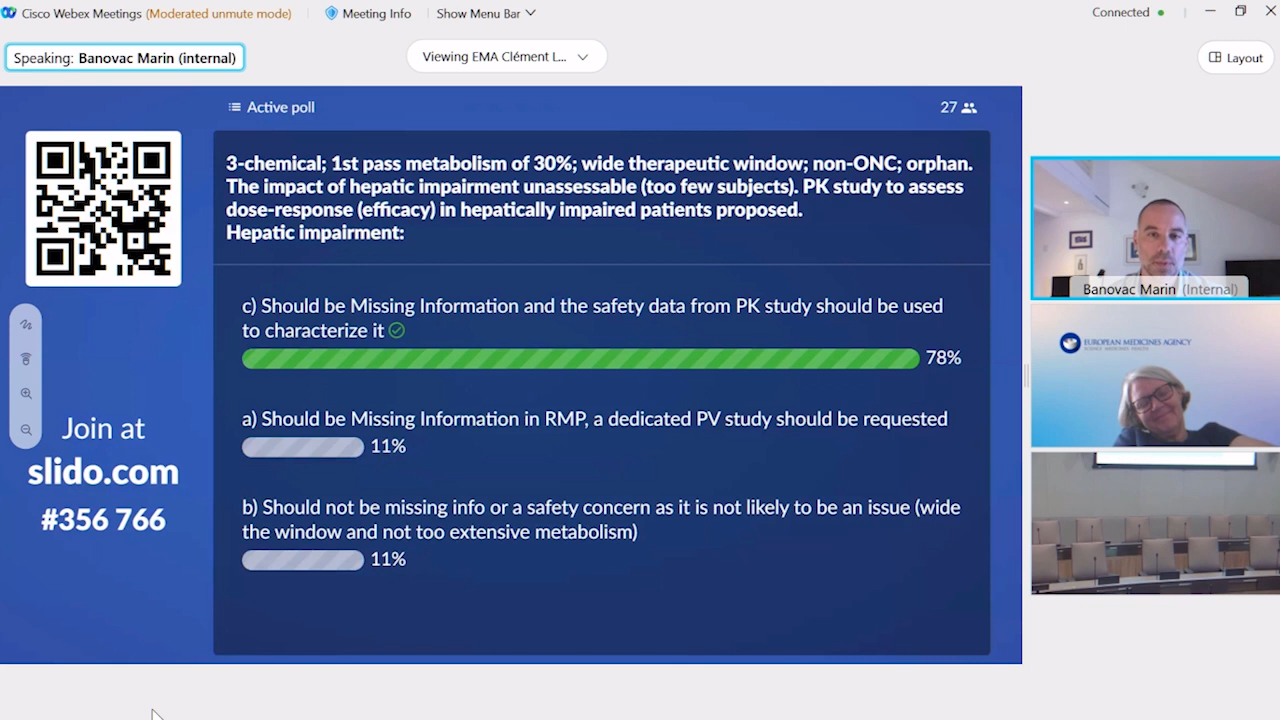 Cisco Webex Meetings (Moderated unmute mode)
Meeting Info
Show Menu Bar
Connected
Speaking: Banovac Marin (internal)
Viewing EMA Clément L...
Layout
Active poll
27
3-chemical; 1st pass metabolism of 30%; wide therapeutic window; non-ONC; orphan.
The impact of hepatic impairment unassessable (too few subjects). PK study to assess
dose-response (efficacy) in hepatically impaired patients proposed.
Hepatic impairment:
c) Should be Missing Information and the safety data from PK study should be used
to characterize it
78%
a) Should be Missing Information in RMP, a dedicated PV study should be requested
11%
b) Should not be missing info or a safety concern as it is not likely to be an issue (wide
the window and not too extensive metabolism)
11%
Join at
slido.com
#356 766
Banovac Marin (Internal)
EUROPEAN MEDICINES AGENCY
SCIENCE MEDICINES HEALTH